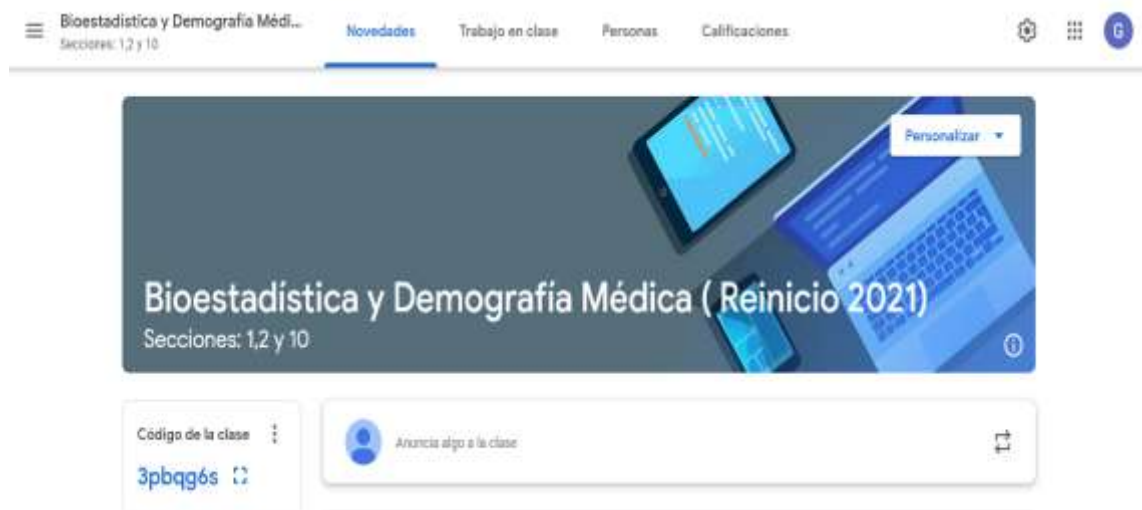 Bioestadística y Demografía Médi...
Secciones: 1,2 y 10
Novedades
Trabajo en clase
Personas
Calificaciones
G
Personalizar
Bioestadística y Demografía Médica ( Reinicio 2021)
Secciones: 1,2 y 10
Código de la clase
Anuncia algo a la clase
3pbqg6s